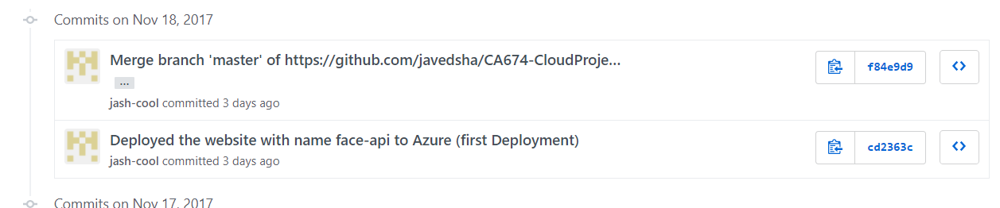 Commits on Nov 18, 2017
Merge branch 'master' of https://github.com/javedsha/CA674-CloudProje...
...
f84e9d9
jash-cool committed 3 days ago
Deployed the website with name face-api to Azure (first Deployment)
cd2363c
jash-cool committed 3 days ago
Commits on Nov 17, 2017